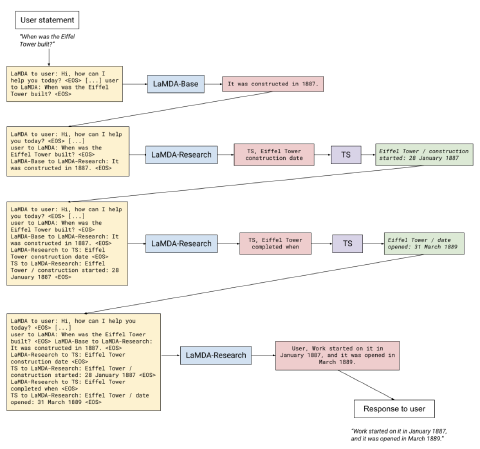 User statement
"When was the Eiffel
Tower built?"
LaMDA to user: Hi, how can I
help you today? <EOS> [...] user
to LaMDA: When was the Eiffel
Tower built? <EOS>
LaMDA-Base
It was constructed in 1887.
LaMDA to user: Hi, how can I help
you today? <EOS> [...]
user to LaMDA: When was the
Eiffel Tower built? <EOS>
LaMDA-Base to LaMDA-Research: It
was constructed in 1887. <EOS>
LaMDA-Research
TS, Eiffel Tower
construction date
TS
Eiffel Tower / construction
started: 28 January 1887
LaMDA to user: Hi, how can I help
you today? <EOS> [...]
user to LaMDA: When was the
Eiffel Tower built? <EOS>
LaMDA-Base to LaMDA-Research: It
was constructed in 1887. <EOS>
LaMDA-Research to TS: Eiffel
Tower construction date <EOS>
TS to LaMDA-Research: Eiffel
Tower / construction started: 28
January 1887 <EOS>
LaMDA-Research
TS, Eiffel Tower
completed when
TS
Eiffel Tower / date
opened: 31 March 1889
LaMDA to user: Hi, how can I help you
today? <EOS> [...]
user to LaMDA: When was the Eiffel Tower
built? <EOS> LaMDA-Base to LaMDA-Research:
It was constructed in 1887. <EOS>
LaMDA-Research to TS: Eiffel Tower
construction date <EOS>
TS to LaMDA-Research: Eiffel Tower /
construction started: 28 January 1887 <EOS>
LaMDA-Research to TS: Eiffel Tower
completed when <EOS>
TS to LaMDA-Research: Eiffel Tower / date
opened: 31 March 1889 <EOS>
LaMDA-Research
User, Work started on it in
January 1887, and it was opened in
March 1889.
Response to user
"Work started on it in January 1887,
and it was opened in March 1889."